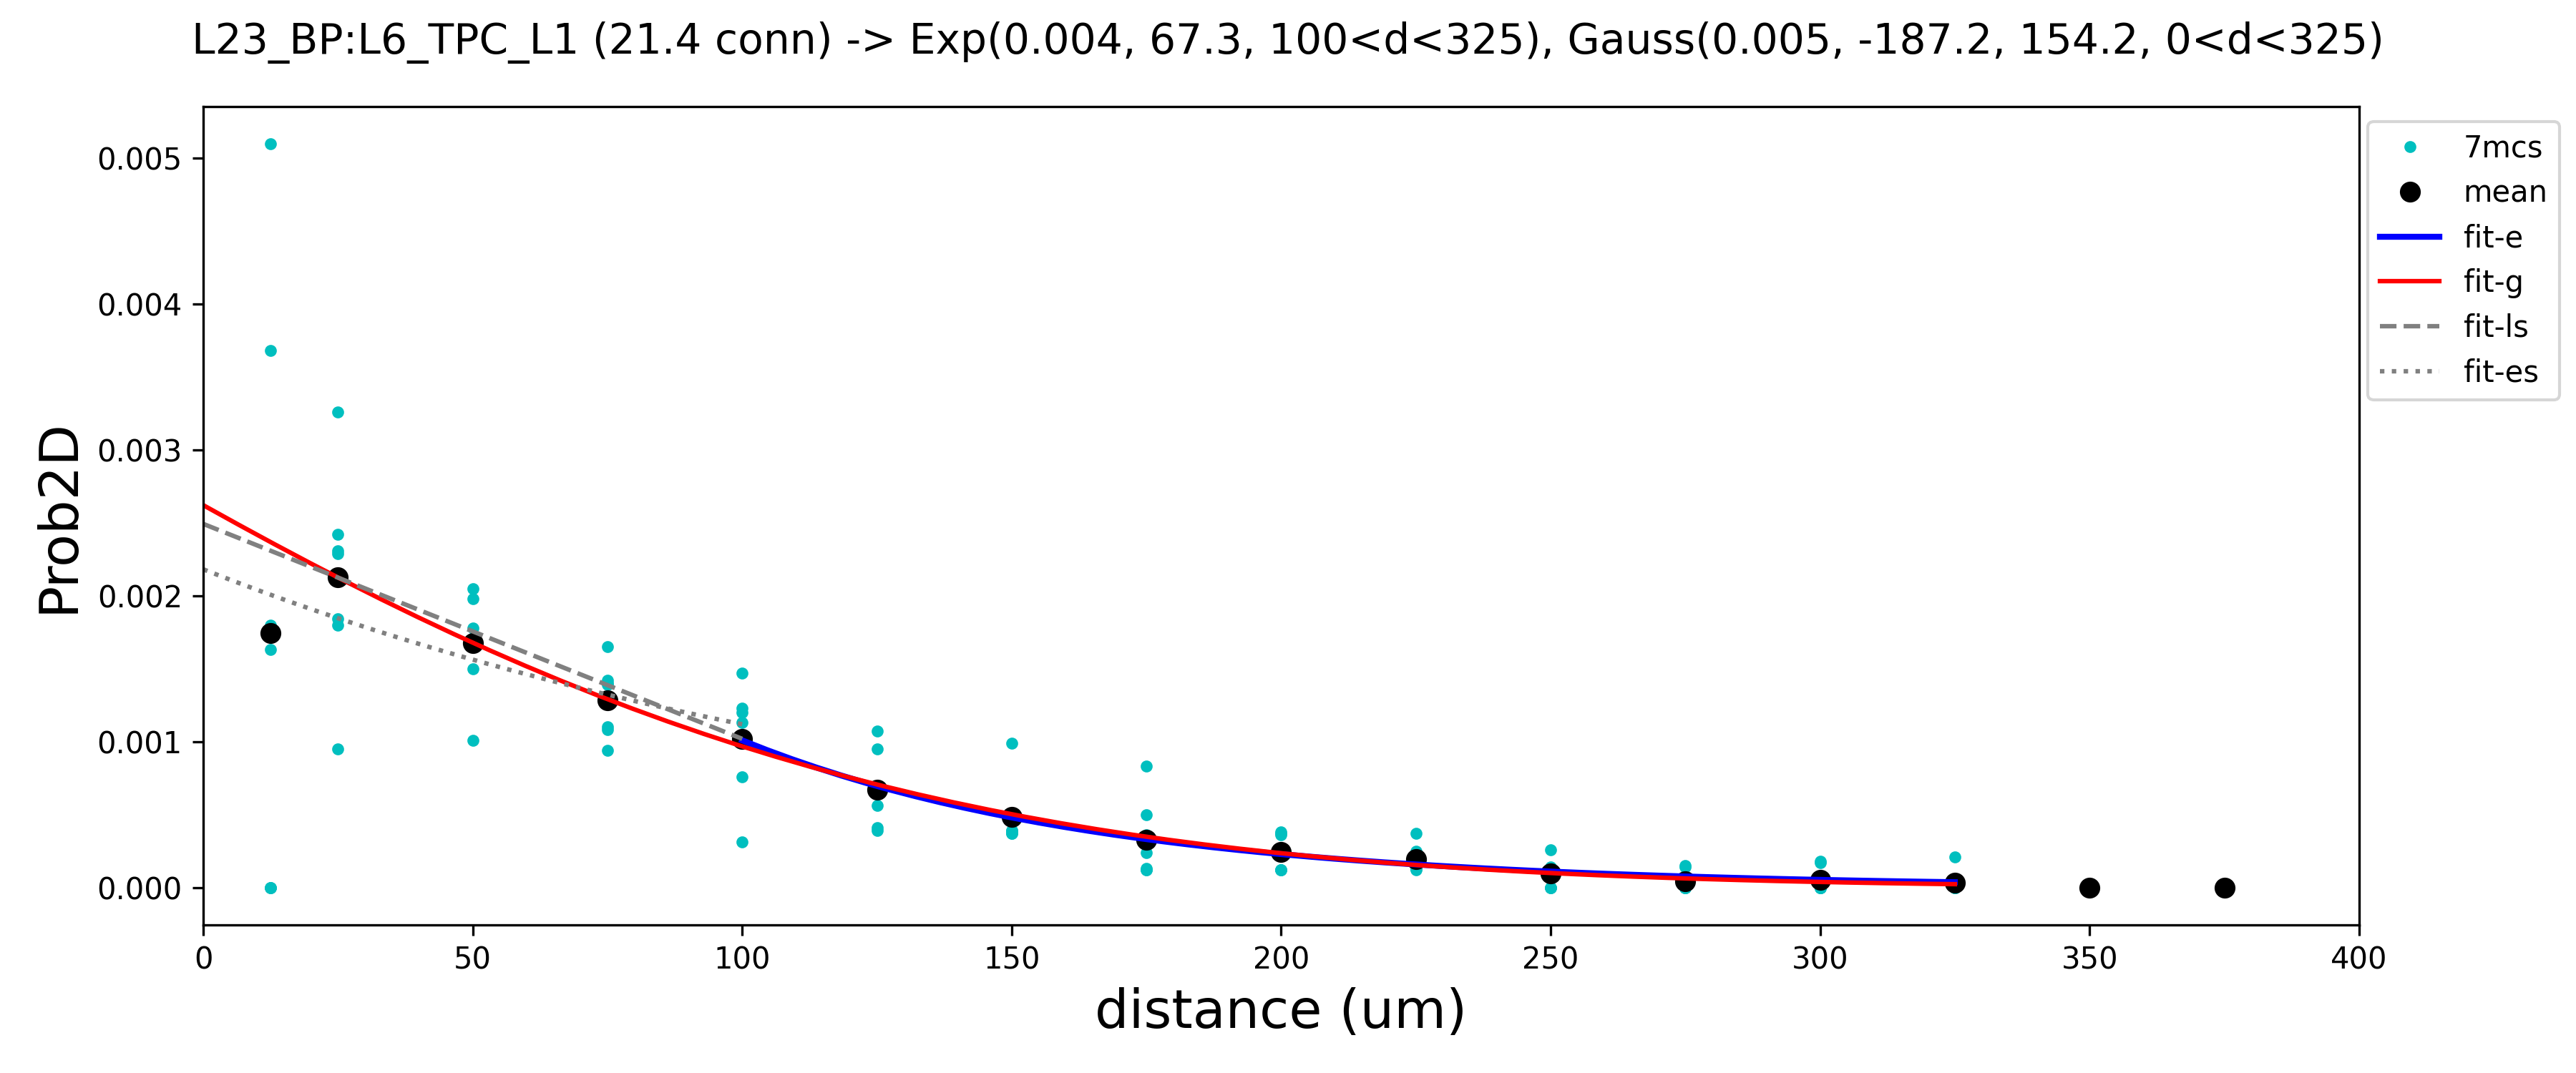 L23_BP:L6_TPC_L1 (21.4 conn) -> Exp(0.004, 67.3, 100<d<325), Gauss(0.005, -187.2, 154.2, 0<d<325)
7mcs
mean
fit-e
fit-g
fit-ls
fit-es
Prob2D
0.005
0.004
0.003
0.002
0.001
0.000
0 50 100 150 200 250 300 350 400
distance (um)